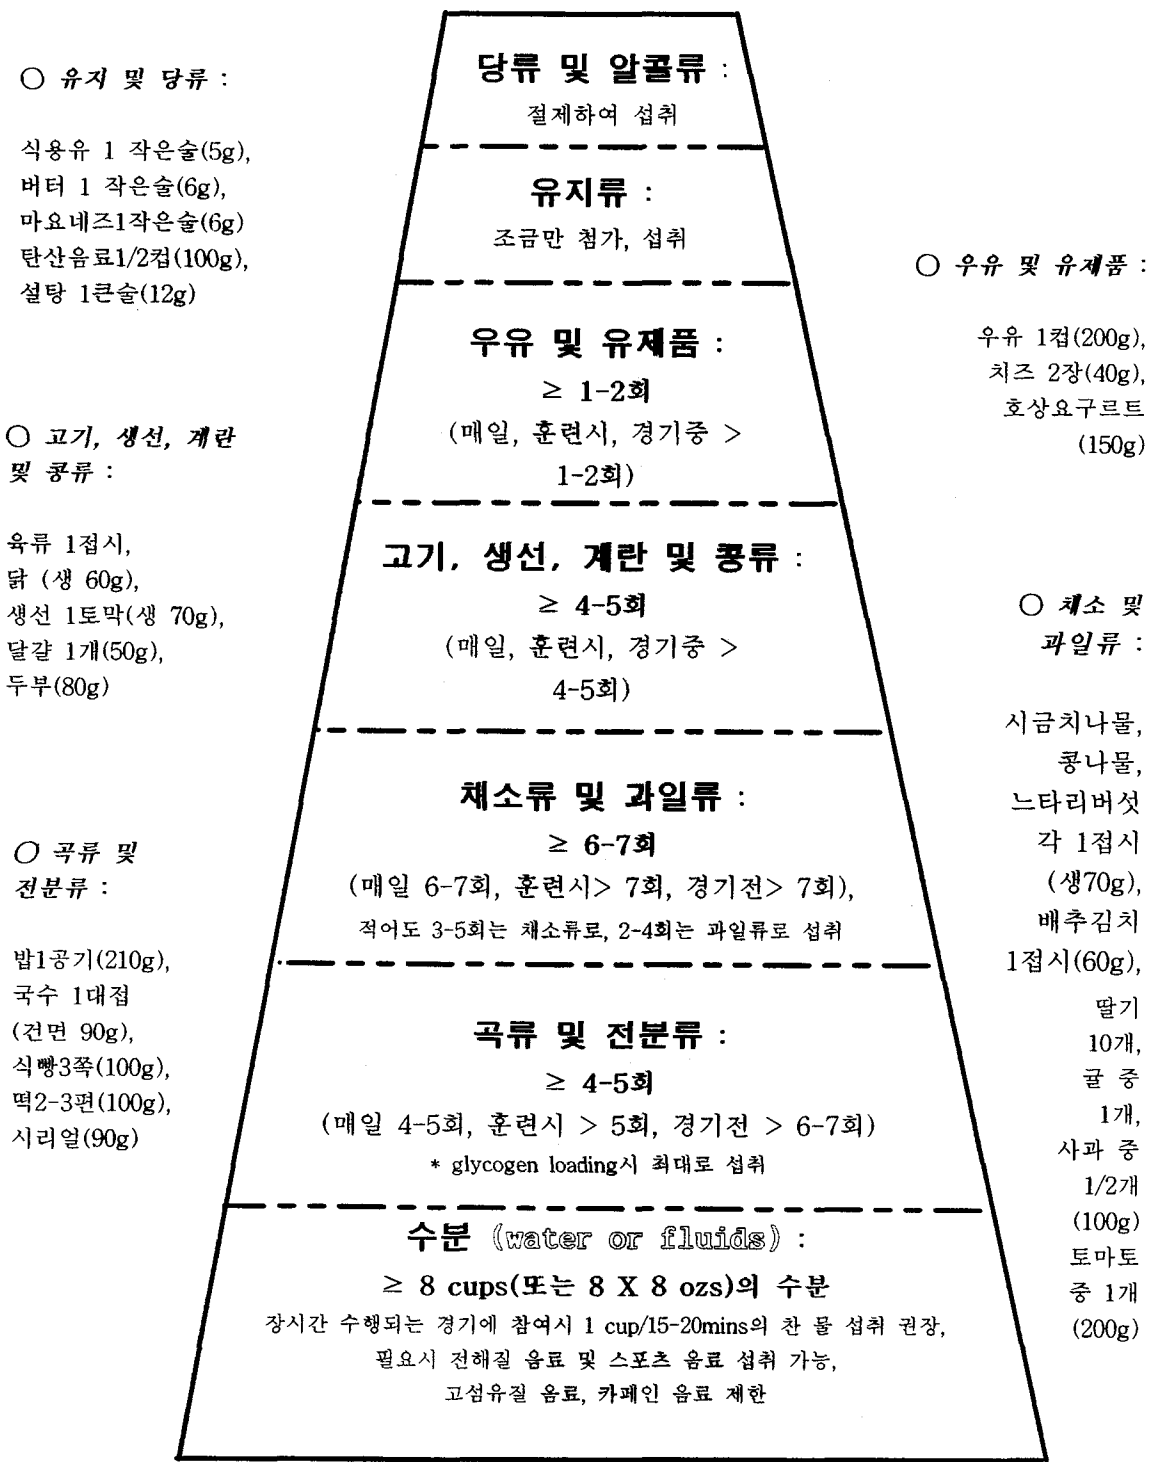 ○ 유지 및 당류 :
식용유 1 작은술(5g),
버터 1 작은술(6g),
마요네즈1작은술(6g)
탄산음료1/2컵(100g),
설탕 1큰술(12g)
○ 고기, 생선, 계란
및 콩류 :
육류 1접시,
닭 (생 60g),
생선 1토막(생 70g),
달걀 1개(50g),
두부(80g)
○ 곡류 및
전분류 :
밥1공기(210g),
국수 1대접
(건면 90g),
식빵3쪽(100g),
떡2-3편(100g),
시리얼(90g)
당류 및 알콜류 :
절제하여 섭취
유지류 :
조금만 첨가, 섭취
우유 및 유제품 :
≥ 1-2회
(매일, 훈련시, 경기중 >
1-2회)
고기, 생선, 계란 및 콩류 :
≥ 4-5회
(매일, 훈련시, 경기중 >
4-5회)
채소류 및 과일류 :
≥ 6-7회
(매일 6-7회, 훈련시> 7회, 경기전> 7회),
적어도 3-5회는 채소류로, 2-4회는 과일류로 섭취
곡류 및 전분류 :
≥ 4-5회
(매일 4-5회, 훈련시 > 5회, 경기전 > 6-7회)
* glycogen loading시 최대로 섭취
수분 (water or fluids) :
≥ 8 cups(또는 8 X 8 ozs)의 수분
장시간 수행되는 경기에 참여시 1 cup/15-20mins의 찬 물 섭취 권장,
필요시 전해질 음료 및 스포츠 음료 섭취 가능,
고섬유질 음료, 카페인 음료 제한
○ 우유 및 유제품 :
우유 1컵(200g),
치즈 2장(40g),
호상요구르트
(150g)
○ 채소 및
과일류 :
시금치나물,
콩나물,
느타리버섯
각 1접시
(생70g),
배추김치
1접시(60g),
딸기
10개,
귤 중
1개,
사과 중
1/2개
(100g)
토마토
중 1개
(200g)